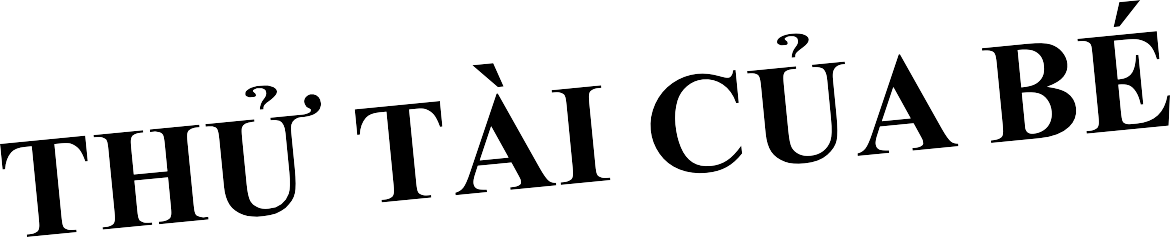 THỬ TÀI CỦA BÉ